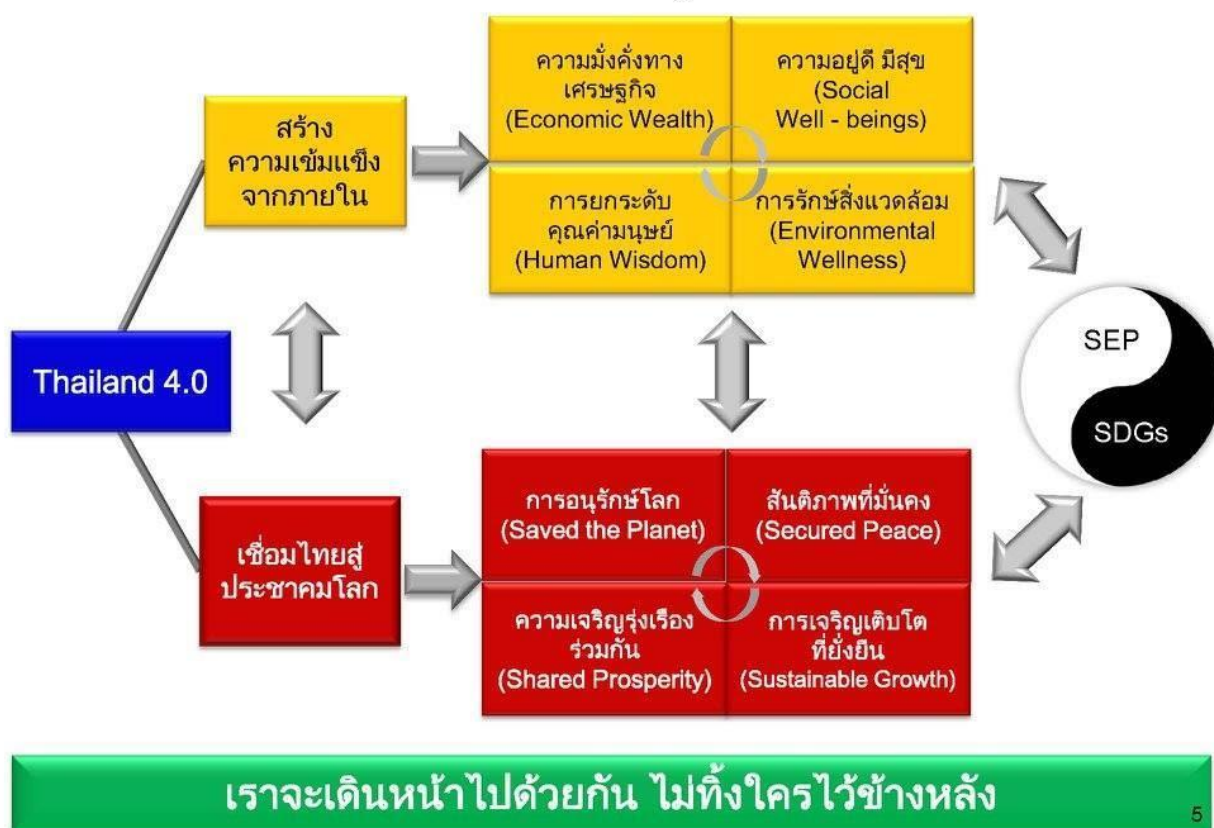 ความมั่งคั่งทาง
เศรษฐกิจ
(Economic Wealth)
ความอยู่ดี มีสุข
(Social
Well - beings)
สร้าง
ความเข้มแข็ง
จากภายใน
การยกระดับ
คุณค่ามนุษย์
(Human Wisdom)
การรักษ์สิ่งแวดล้อม
(Environmental
Wellness)
Thailand 4.0
SEP
SDGs
เชื่อมไทยสู่
ประชาคมโลก
การอนุรักษ์โลก
(Saved the Planet)
สันติภาพที่มั่นคง
(Secured Peace)
ความเจริญรุ่งเรือง
ร่วมกัน
(Shared Prosperity)
การเจริญเติบโต
ที่ยั่งยืน
(Sustainable Growth)
เราจะเดินหน้าไปด้วยกัน ไม่ทิ้งใครไว้ข้างหลัง
5